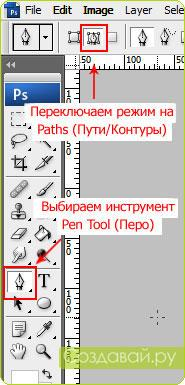 File Edit Image Layer
50
Ps
Переключаем режим на
Paths (Пути/Контуры)
50
Выбираем инструмент
Pen Tool (Перо)
T
Создавай.ру